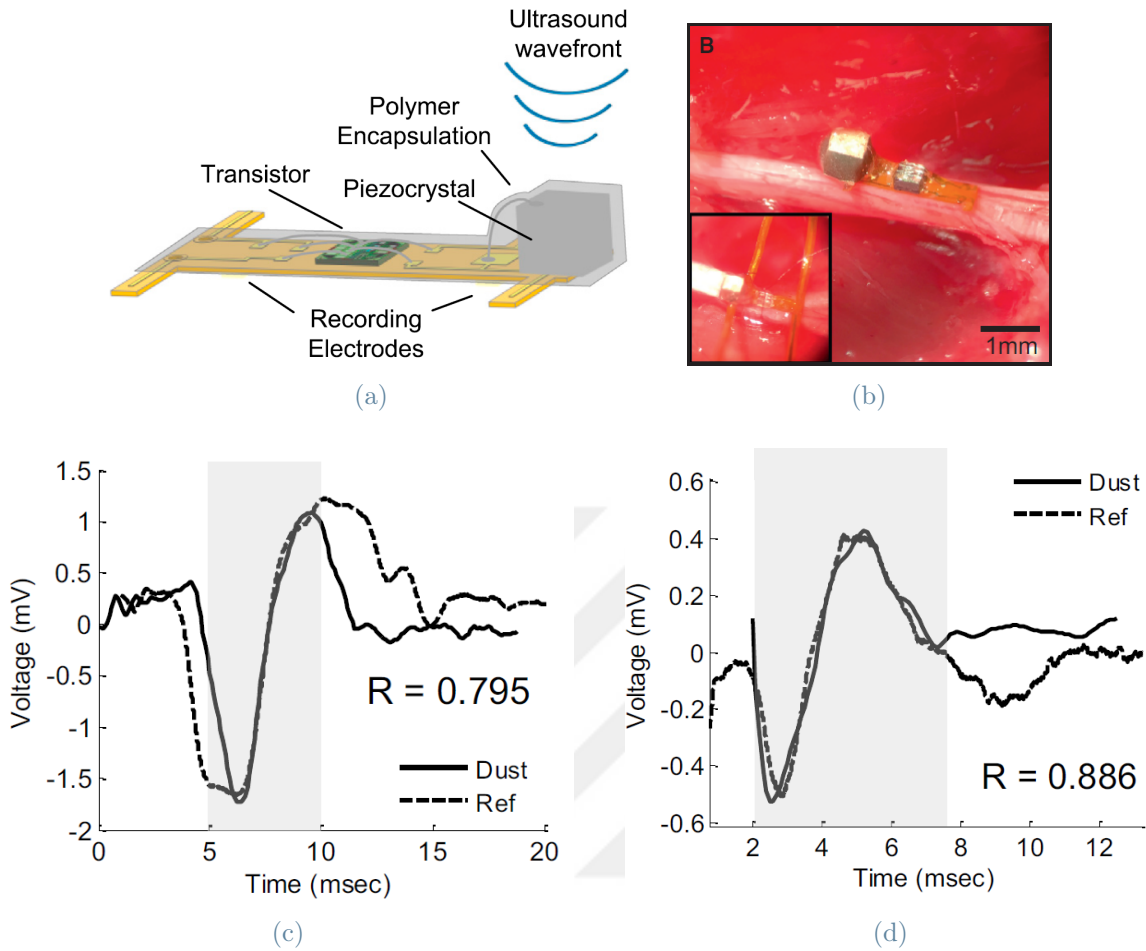 Ultrasound
wavefront
Polymer
Encapsulation
Transistor
Piezocrystal
Recording
Electrodes
(a)
B
1mm
(b)
1.5
1
0.5
0
-0.5
-1
-1.5
-2
Voltage (mV)
R = 0.795
Dust
Ref
0
5
10
15
20
Time (msec)
(c)
0.6
0.4
0.2
0
-0.2
-0.4
-0.6
Voltage (mV)
Dust
Ref
R = 0.886
2
4
6
8
10
12
Time (msec)
(d)